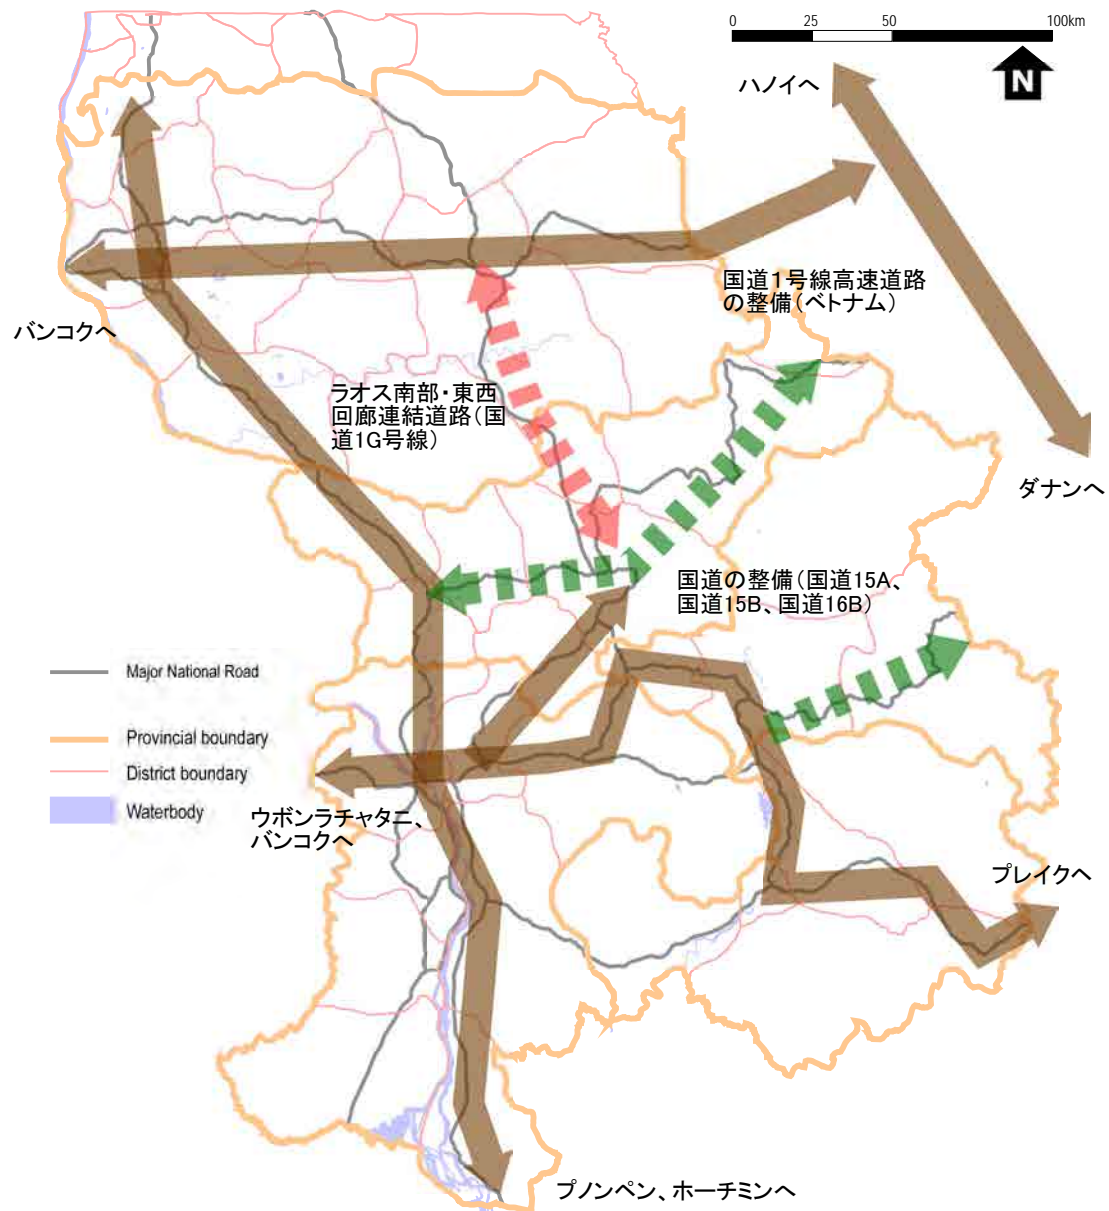 0 25 50 100km
N
ハノイへ
国道1号線高速道路
の整備(ベトナム)
バンコクへ
ラオス南部・東西
回廊連結道路(国
道1G号線)
ダナンへ
国道の整備(国道15A、
国道15B、国道16B)
Major National Road
Provincial boundary
District boundary
Waterbody
ウボンラチャタニ、
バンコクへ
プレイクへ
プノンペン、ホーチミンへ